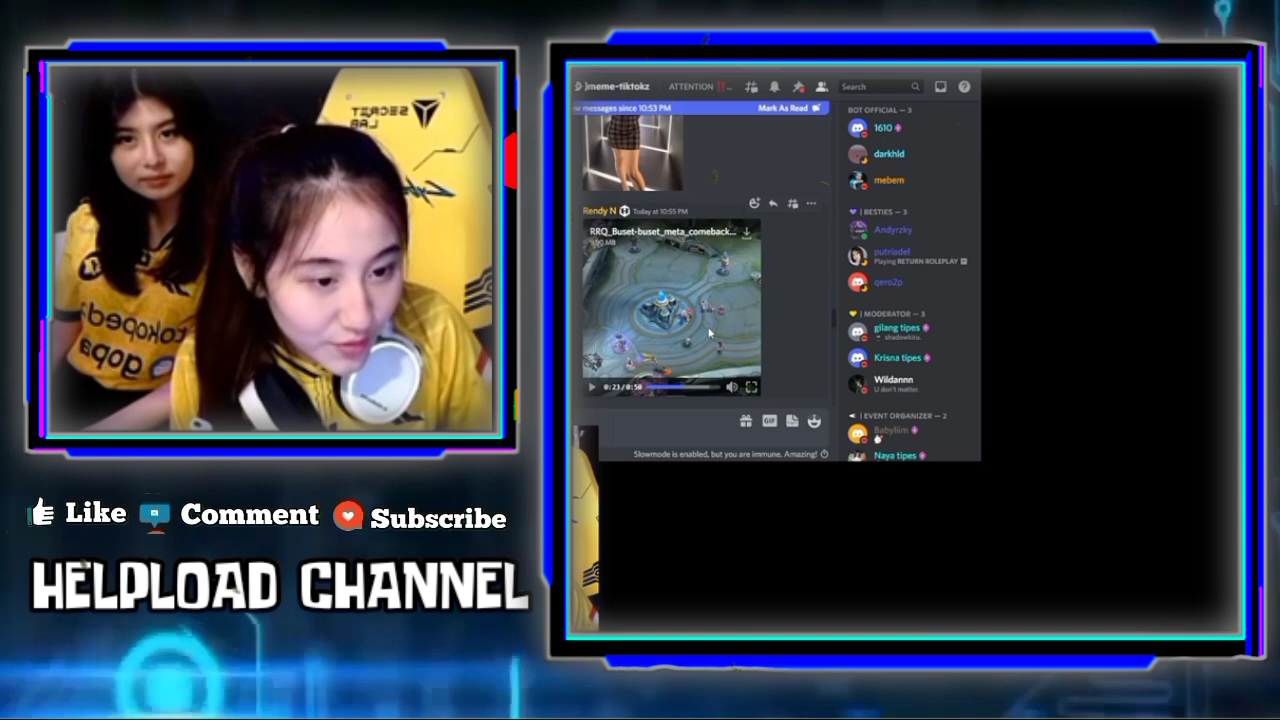 SECRET
LAB
tokoped
gopa
Like
Comment
Subscribe
HELPLOAD CHANNEL
meme-tiktokz
ATTENTION ‼️...
Search
messages since 10:53 PM
Mark As Read
Rendy N
Today at 10:55 PM
RRQ_Buset-buset_meta_comeback...
MB
0:23/0:50
GIF
Slowmode is enabled, but you are immune. Amazing!
BOT OFFICIAL — 3
1610
darkhld
mebem
| BESTIES — 3
Andyrzky
putriadel
Playing RETURN ROLEPLAY
qero2p
| MODERATOR — 3
gilang tipes
shadowkiru.
Krisna tipes
Wildannn
U don't matter.
| EVENT ORGANIZER — 2
Babyliim
Naya tipes